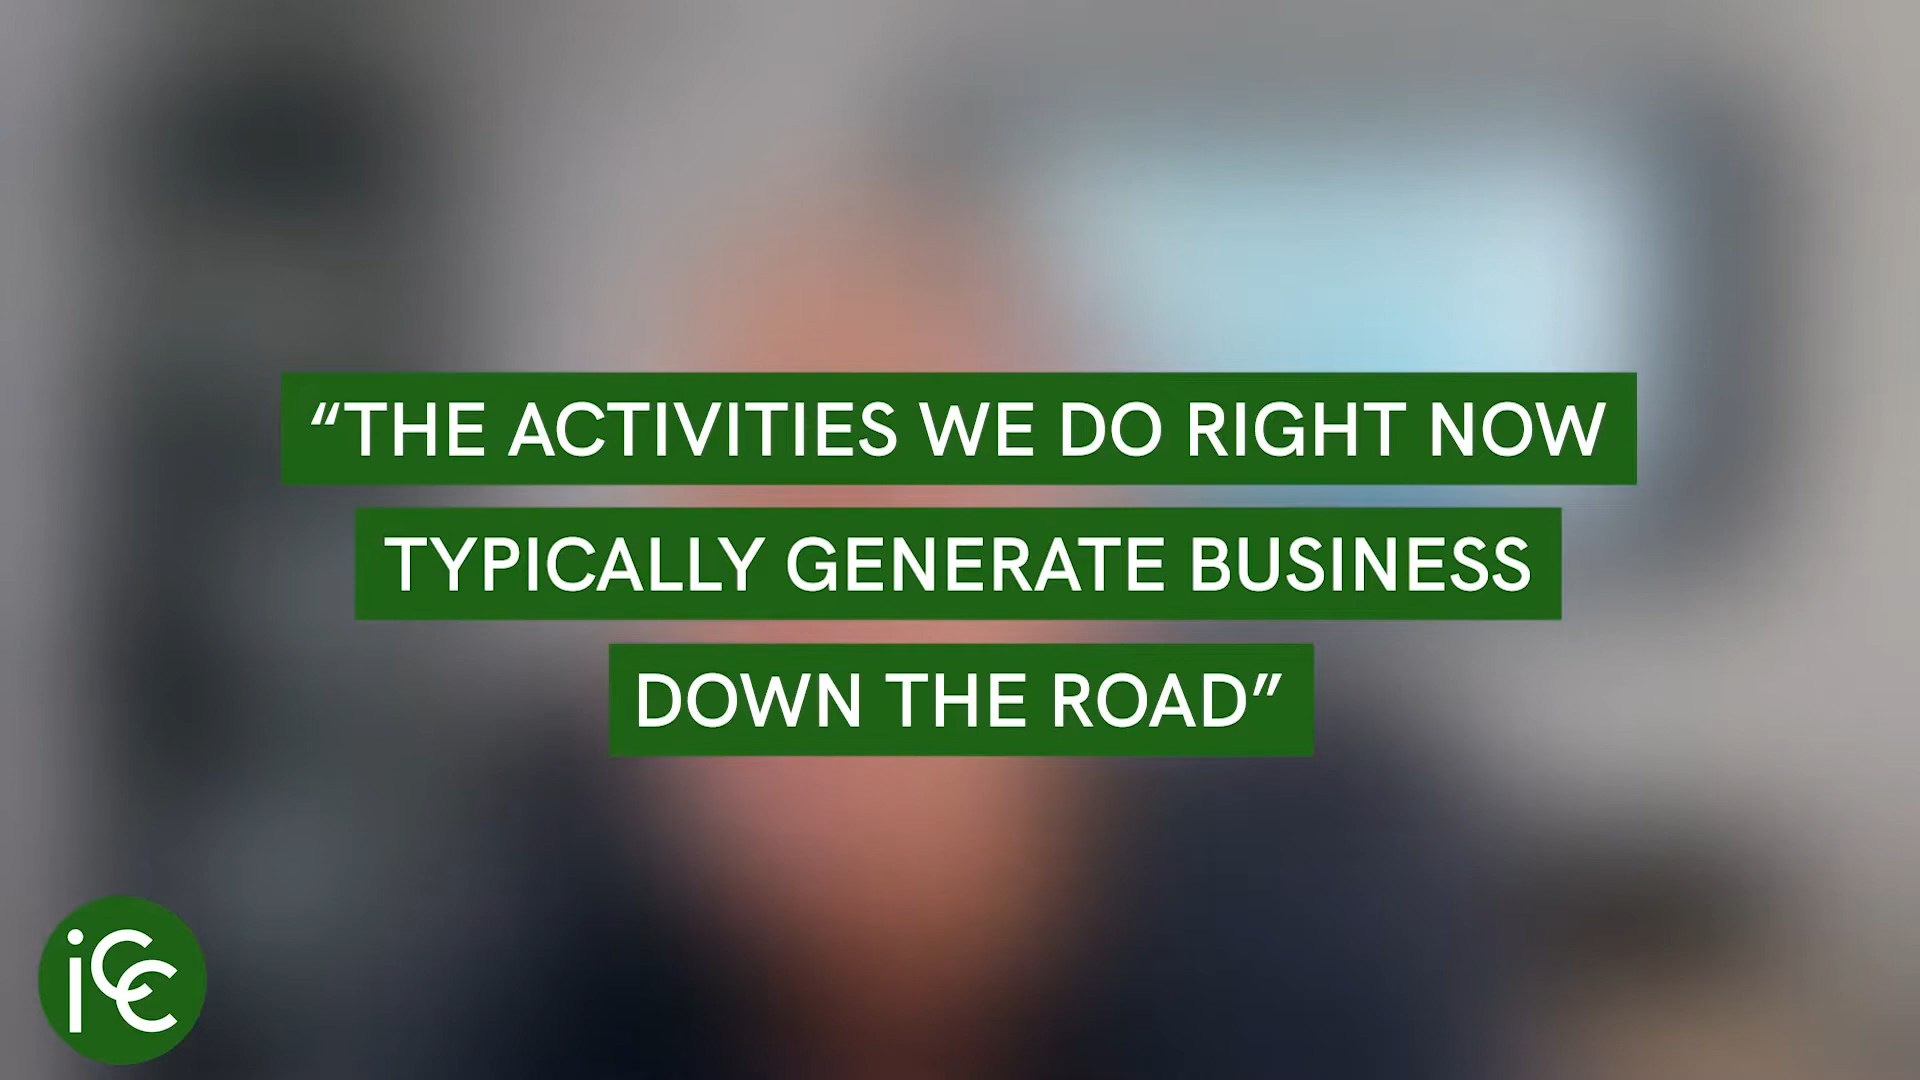 “THE ACTIVITIES WE DO RIGHT NOW
TYPICALLY GENERATE BUSINESS
DOWN THE ROAD”
iCC